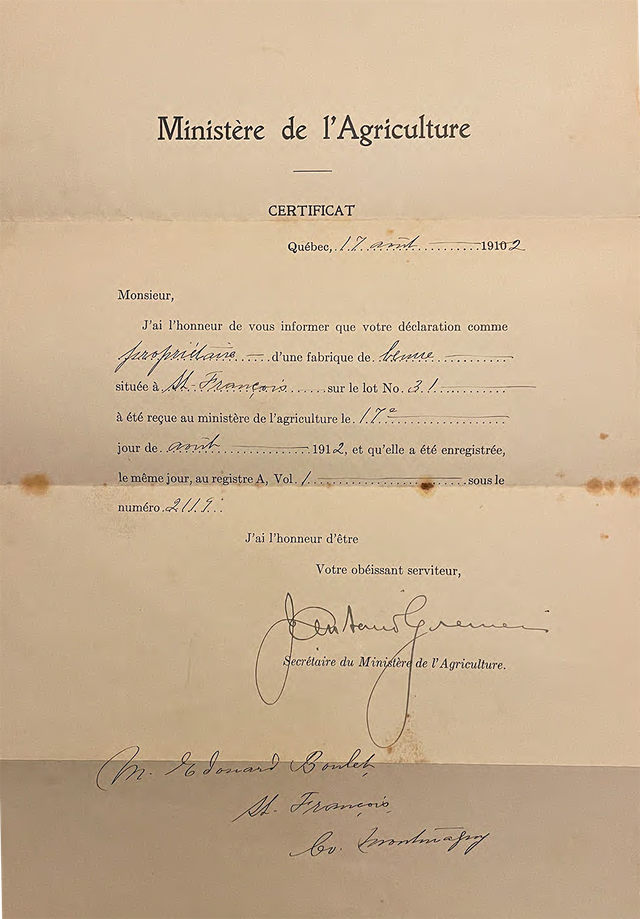 Ministère de l'Agriculture
CERTIFICAT
Québec, 17 août 19102
Monsieur,
J'ai l'honneur de vous informer que votre déclaration comme
propriétaire d'une fabrique de beurre
située à St. François sur le lot No. 31
a été reçue au ministère de l'agriculture le 17e
jour de août 1912, et qu'elle a été enregistrée,
le même jour, au registre A, Vol. 1 sous le
numéro 2119.
J'ai l'honneur d'être
Votre obéissant serviteur,
Secrétaire du Ministère de l'Agriculture.
M. Edouard Boulet,
St. François,
Co. Montmagny